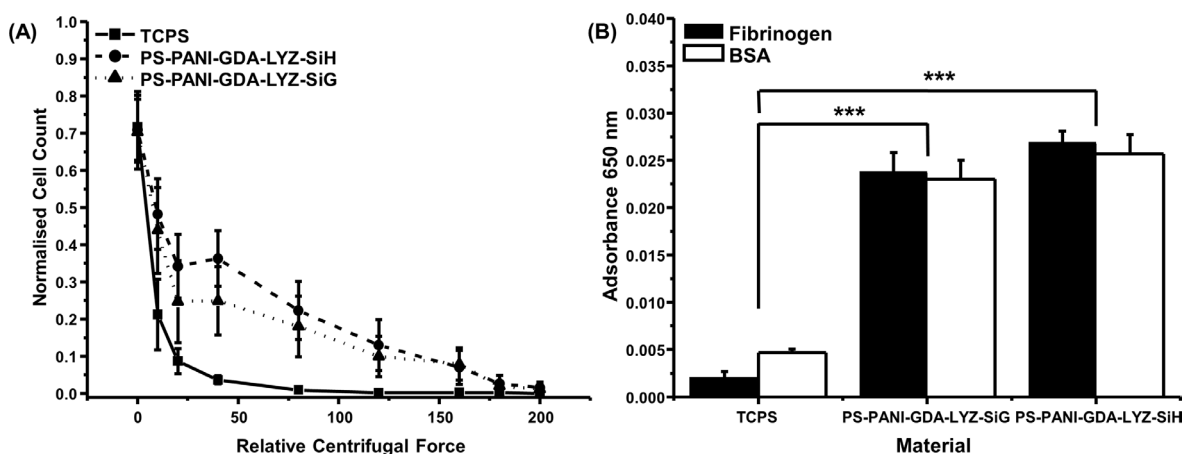 (A)
TCPS
PS-PANI-GDA-LYZ-SiH
PS-PANI-GDA-LYZ-SiG
Normalised Cell Count
1.0
0.9
0.8
0.7
0.6
0.5
0.4
0.3
0.2
0.1
0.0
0 50 100 150 200
Relative Centrifugal Force
(B)
Fibrinogen
BSA
***
***
Adsorbance 650 nm
0.040
0.035
0.030
0.025
0.020
0.015
0.010
0.005
0.000
TCPS PS-PANI-GDA-LYZ-SiG PS-PANI-GDA-LYZ-SiH
Material